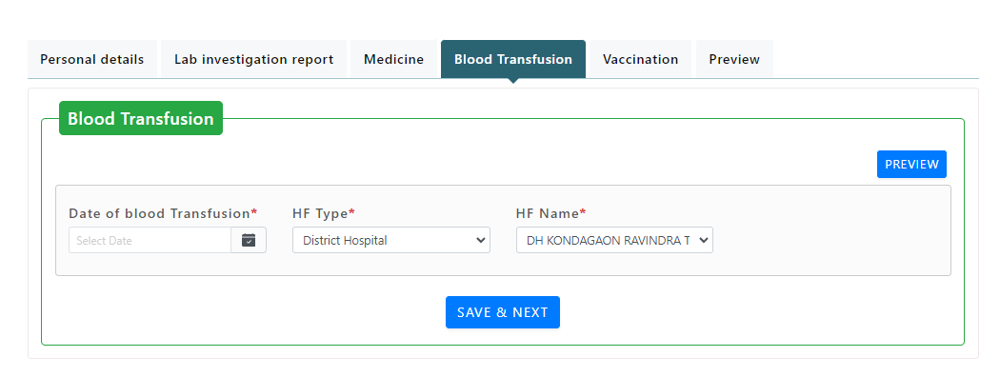 Personal details Lab investigation report Medicine Blood Transfusion Vaccination Preview
Blood Transfusion
PREVIEW
Date of blood Transfusion* HF Type* HF Name*
Select Date District Hospital DH KONDAGAON RAVINDRA T
SAVE & NEXT